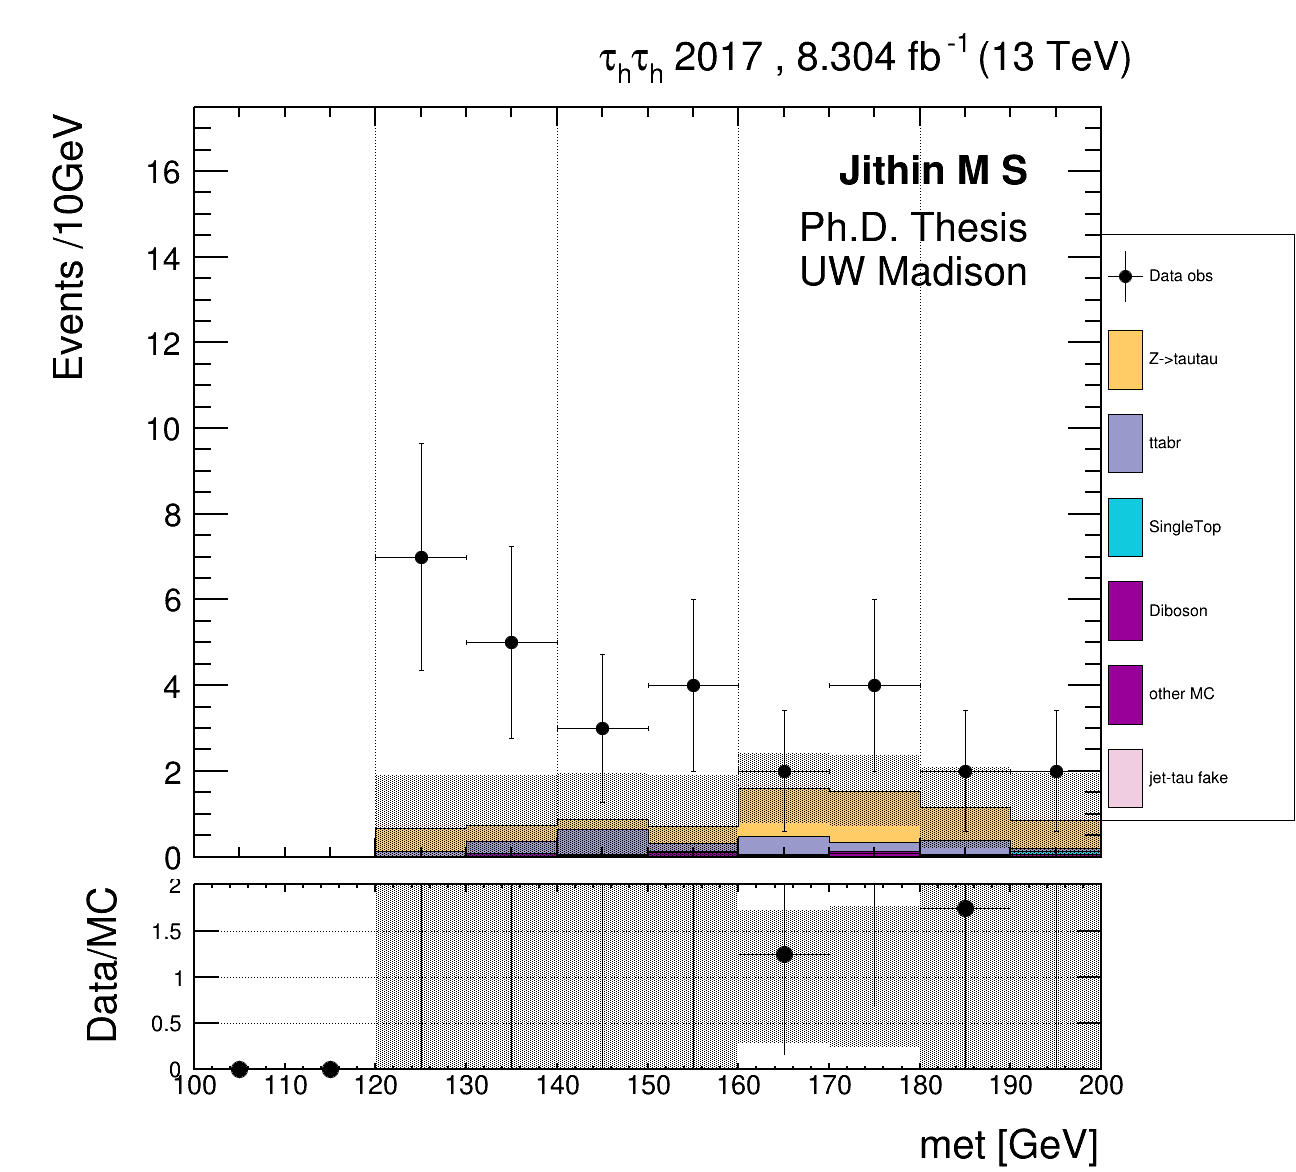 τhτh 2017 , 8.304 fb-1 (13 TeV)
Events /10GeV
16
14
12
10
8
6
4
2
0
Jithin M S
Ph.D. Thesis
UW Madison
Data obs
Z->tautau
ttabr
SingleTop
Diboson
other MC
jet-tau fake
Data/MC
2
1.5
1
0.5
0
100 110 120 130 140 150 160 170 180 190 200
met [GeV]